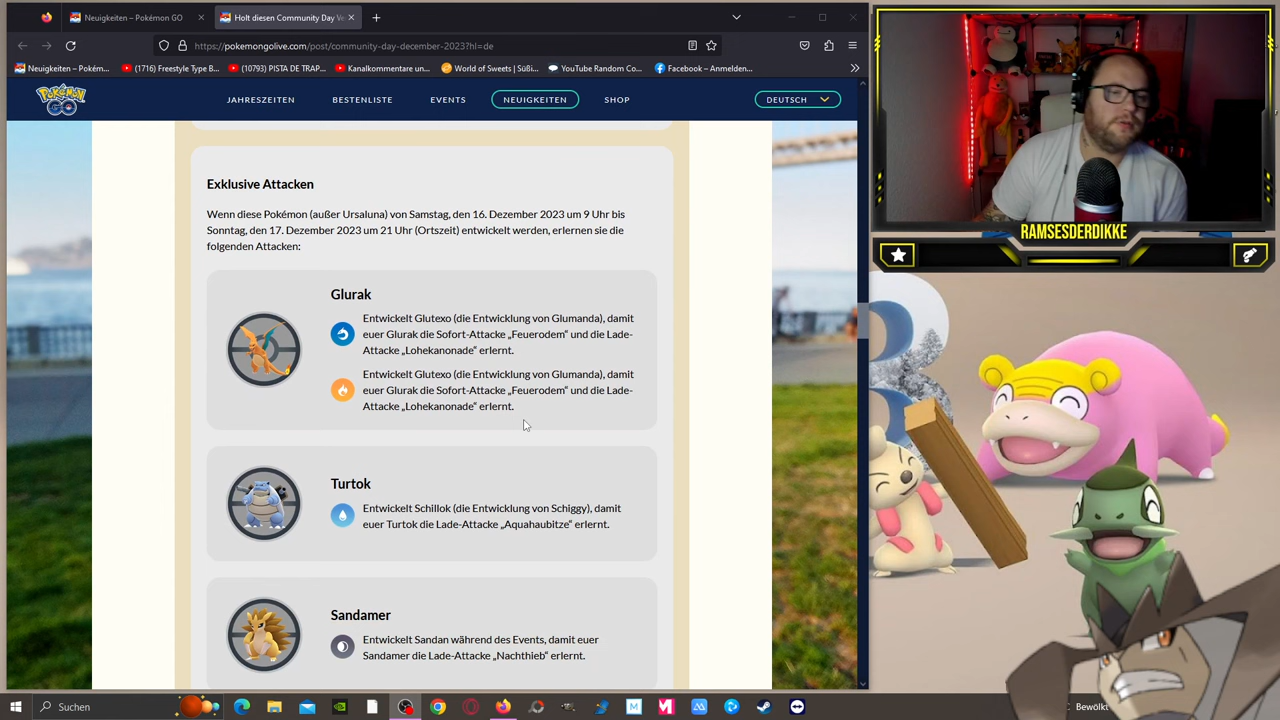 Neuigkeiten – Pokémon GO
Holt diesen Community Day Ve
https://pokemongolive.com/post/community-day-december-2023?hl=de
Neuigkeiten – Pokém...
(1716) Freestyle Type B...
(10793) PISTA DE TRAP...
Kanalkommentare un...
World of Sweets | Süßi...
YouTube Random Co...
Facebook – Anmelden...
Pokémon GO
JAHRESZEITEN
BESTENLISTE
EVENTS
NEUIGKEITEN
SHOP
DEUTSCH
RAMSESDERDIKKE
Exklusive Attacken
Wenn diese Pokémon (außer Ursaluna) von Samstag, den 16. Dezember 2023 um 9 Uhr bis
Sonntag, den 17. Dezember 2023 um 21 Uhr (Ortszeit) entwickelt werden, erlernen sie die
folgenden Attacken:
Glurak
Entwickelt Glutexo (die Entwicklung von Glumanda), damit
euer Glurak die Sofort-Attacke „Feuerodem“ und die Lade-
Attacke „Lohekanonade“ erlernt.
Entwickelt Glutexo (die Entwicklung von Glumanda), damit
euer Glurak die Sofort-Attacke „Feuerodem“ und die Lade-
Attacke „Lohekanonade“ erlernt.
Turtok
Entwickelt Schillok (die Entwicklung von Schiggy), damit
euer Turtok die Lade-Attacke „Aquahaubitze“ erlernt.
Sandamer
Entwickelt Sandan während des Events, damit euer
Sandamer die Lade-Attacke „Nachthieb“ erlernt.
Suchen
Bewölkt